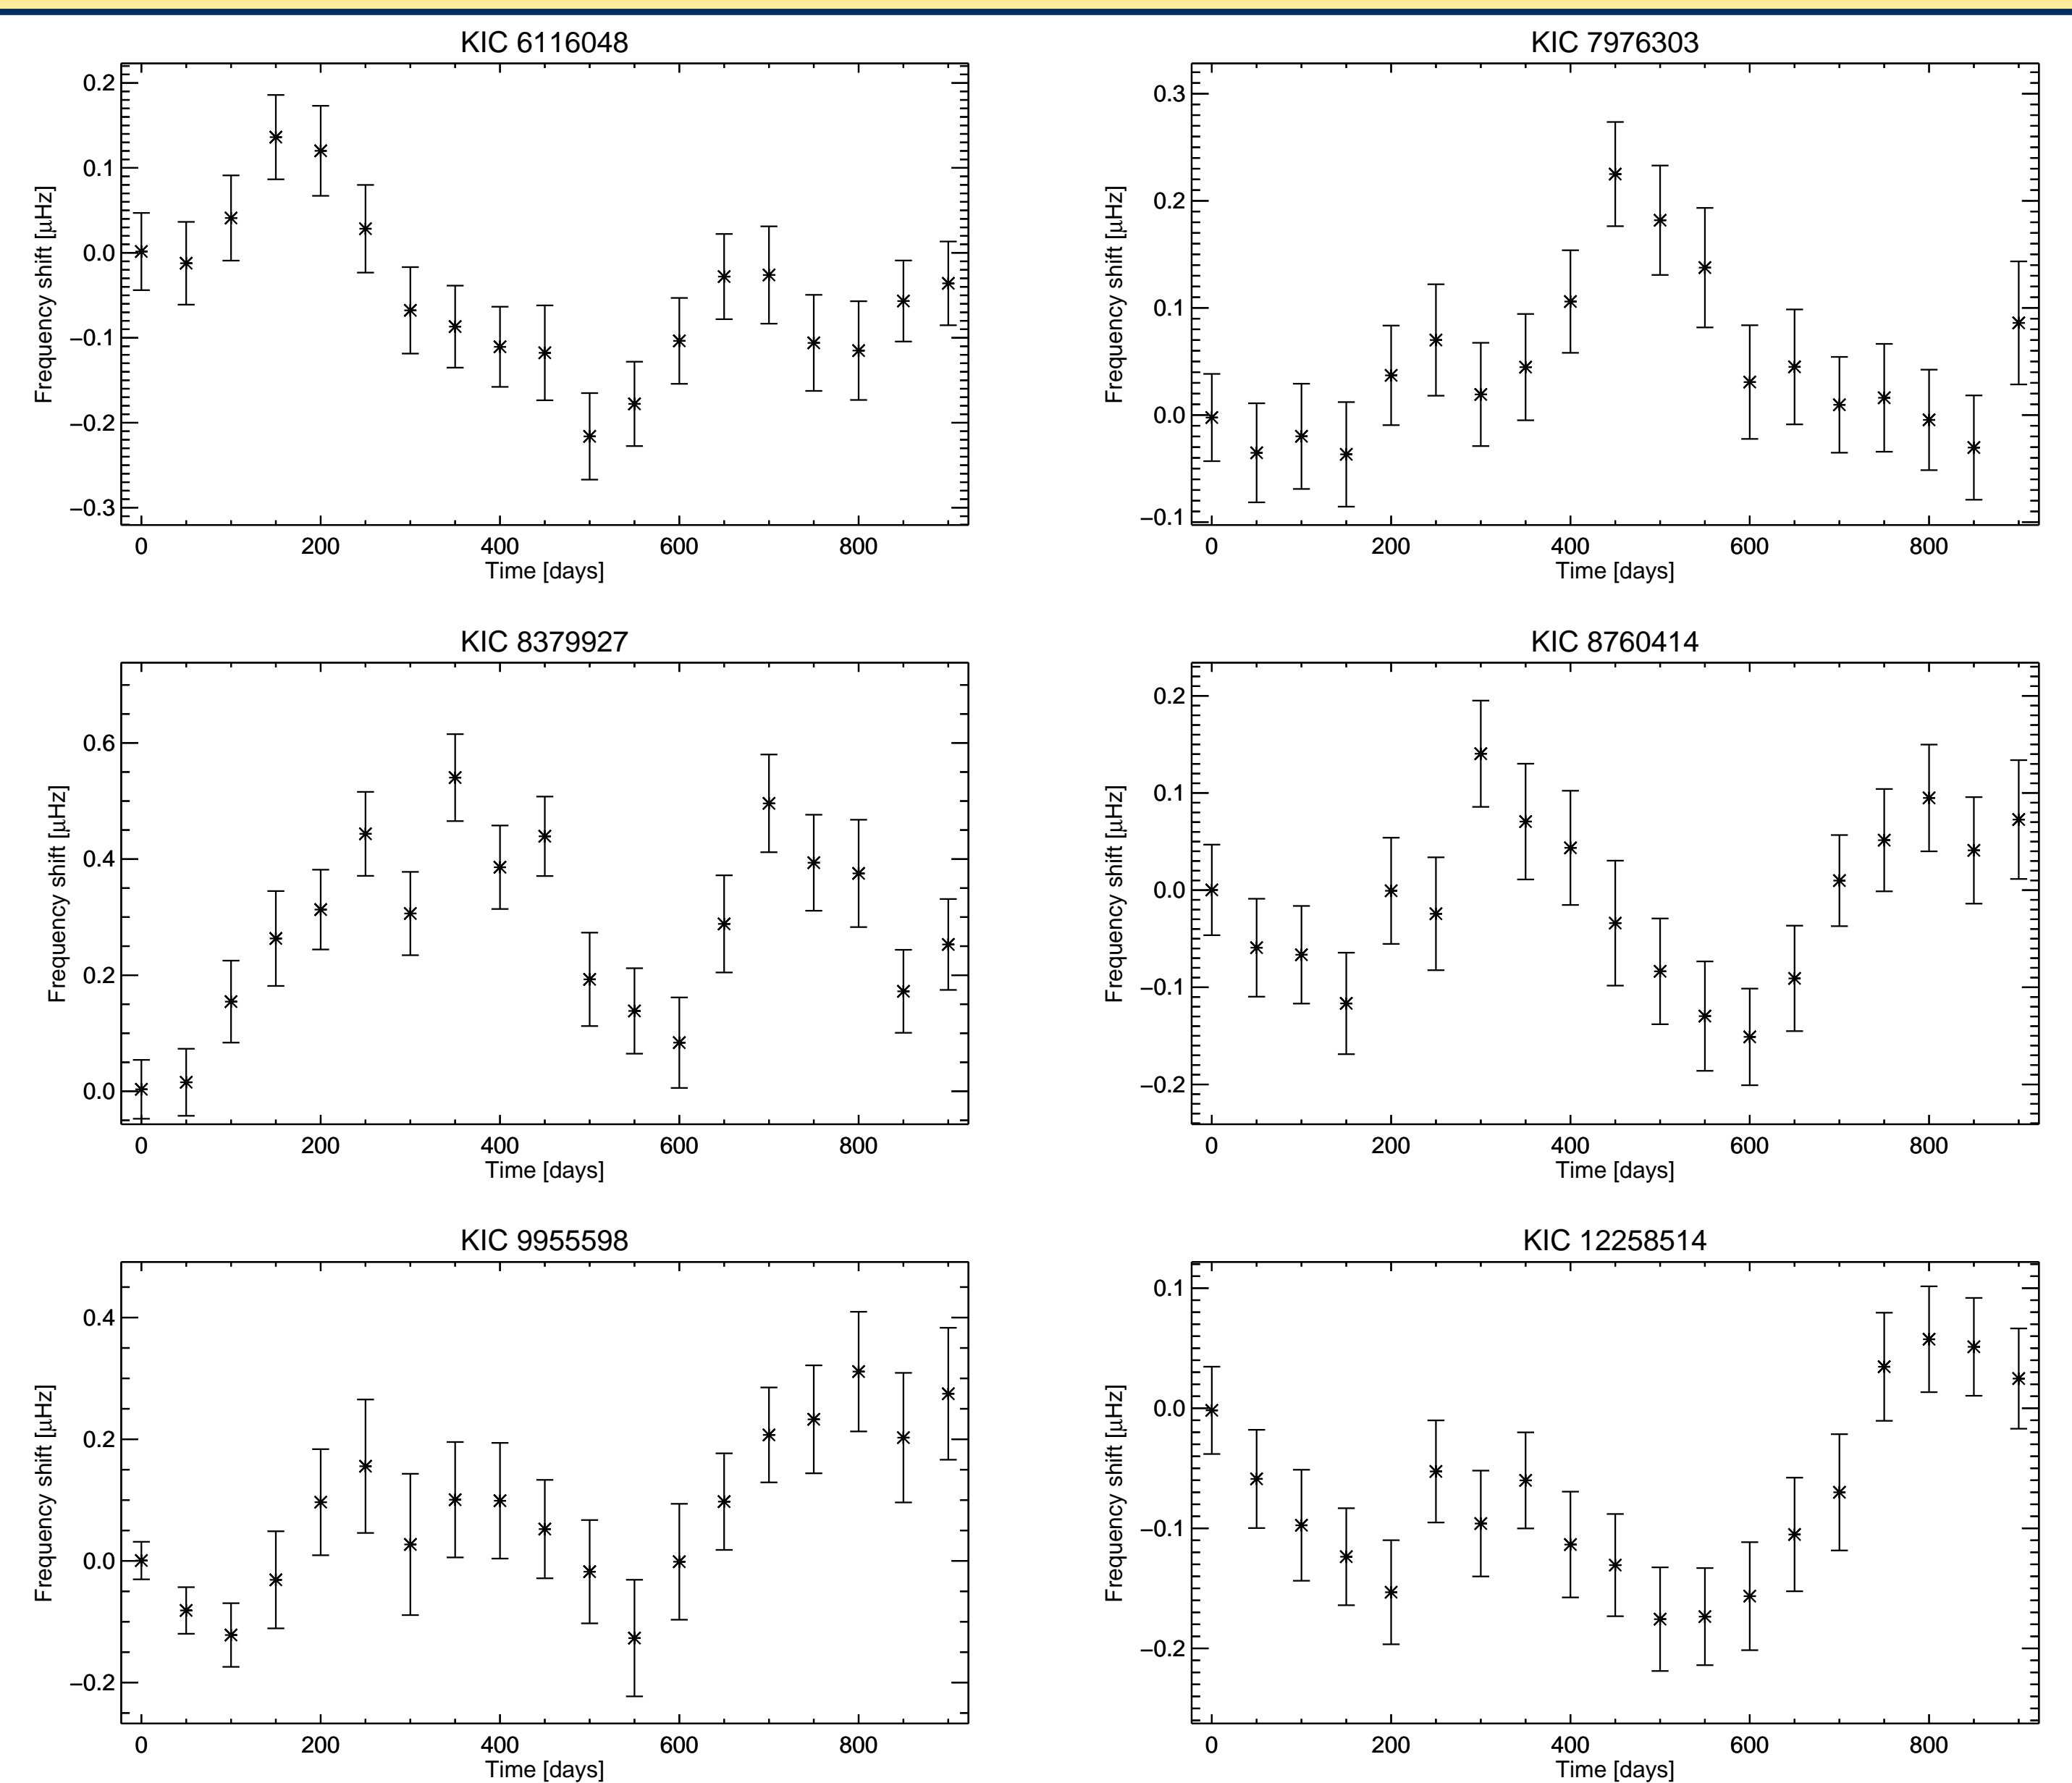 KIC 6116048
Frequency shift [μHz]
0.2
0.1
0.0
−0.1
−0.2
−0.3
0 200 400 600 800
Time [days]
KIC 7976303
Frequency shift [μHz]
0.3
0.2
0.1
0.0
−0.1
0 200 400 600 800
Time [days]
KIC 8379927
Frequency shift [μHz]
0.6
0.4
0.2
0.0
0 200 400 600 800
Time [days]
KIC 8760414
Frequency shift [μHz]
0.2
0.1
0.0
−0.1
−0.2
0 200 400 600 800
Time [days]
KIC 9955598
Frequency shift [μHz]
0.4
0.2
0.0
−0.2
0 200 400 600 800
Time [days]
KIC 12258514
Frequency shift [μHz]
0.1
0.0
−0.1
−0.2
0 200 400 600 800
Time [days]